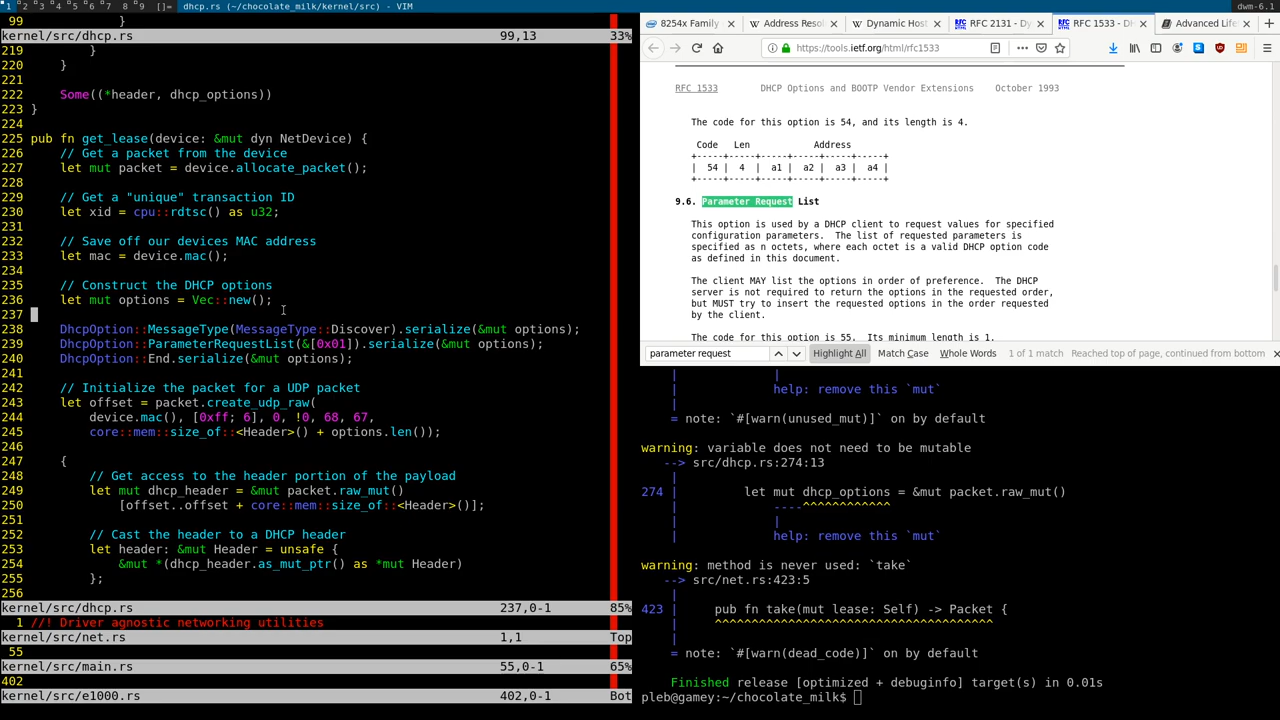 1 2 3 4 5 6 7 8 9 []= dhcp.rs (~/chocolate_milk/kernel/src) - VIM dwm-6.1
99 }
kernel/src/dhcp.rs 99,13 33%
219 }
220 }
221
222 Some((*header, dhcp_options))
223 }
224
225 pub fn get_lease(device: &mut dyn NetDevice) {
226 // Get a packet from the device
227 let mut packet = device.allocate_packet();
228
229 // Get a "unique" transaction ID
230 let xid = cpu::rdtsc() as u32;
231
232 // Save off our devices MAC address
233 let mac = device.mac();
234
235 // Construct the DHCP options
236 let mut options = Vec::new();
237
238 DhcpOption::MessageType(MessageType::Discover).serialize(&mut options);
239 DhcpOption::ParameterRequestList(&[0x01]).serialize(&mut options);
240 DhcpOption::End.serialize(&mut options);
241
242 // Initialize the packet for a UDP packet
243 let offset = packet.create_udp_raw(
244 device.mac(), [0xff; 6], 0, !0, 68, 67,
245 core::mem::size_of::<Header>() + options.len());
246
247 {
248 // Get access to the header portion of the payload
249 let mut dhcp_header = &mut packet.raw_mut()
250 [offset..offset + core::mem::size_of::<Header>()];
251
252 // Cast the header to a DHCP header
253 let header: &mut Header = unsafe {
254 &mut *(dhcp_header.as_mut_ptr() as *mut Header)
255 };
256
kernel/src/dhcp.rs 237,0-1 85%
1 //! Driver agnostic networking utilities
kernel/src/net.rs 1,1 Top
55
kernel/src/main.rs 55,0-1 65%
402
kernel/src/e1000.rs 402,0-1 Bot
8254x Family Address Resol Dynamic Host RFC 2131 - Dy RFC 1533 - DH Advanced Life
https://tools.ietf.org/html/rfc1533
RFC 1533 DHCP Options and BOOTP Vendor Extensions October 1993
The code for this option is 54, and its length is 4.
Code Len Address
+-----+-----+-----+-----+-----+-----+
| 54 | 4 | a1 | a2 | a3 | a4 |
+-----+-----+-----+-----+-----+-----+
9.6. Parameter Request List
This option is used by a DHCP client to request values for specified
configuration parameters. The list of requested parameters is
specified as n octets, where each octet is a valid DHCP option code
as defined in this document.
The client MAY list the options in order of preference. The DHCP
server is not required to return the options in the requested order,
but MUST try to insert the requested options in the order requested
by the client.
The code for this option is 55. Its minimum length is 1.
parameter request Highlight All Match Case Whole Words 1 of 1 match Reached top of page, continued from bottom
| |
| help: remove this `mut`
|
= note: `#[warn(unused_mut)]` on by default
warning: variable does not need to be mutable
--> src/dhcp.rs:274:13
|
274 | let mut dhcp_options = &mut packet.raw_mut()
| ----^^^^^^^^^^^^
| |
| help: remove this `mut`
warning: method is never used: `take`
--> src/net.rs:423:5
|
423 | pub fn take(mut lease: Self) -> Packet {
| ^^^^^^^^^^^^^^^^^^^^^^^^^^^^^^^^^^^^^^
|
= note: `#[warn(dead_code)]` on by default
Finished release [optimized + debuginfo] target(s) in 0.01s
pleb@gamey:~/chocolate_milk$